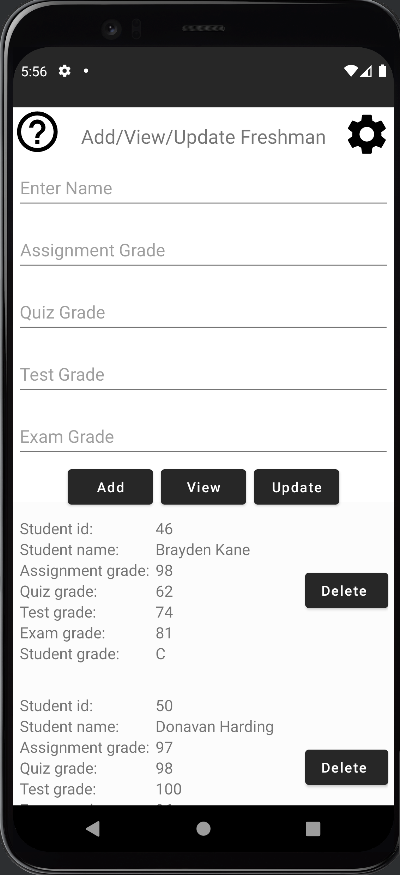 5:56
Add/View/Update Freshman
Enter Name
Assignment Grade
Quiz Grade
Test Grade
Exam Grade
Add View Update
Student id: 46
Student name: Brayden Kane
Assignment grade: 98
Quiz grade: 62
Test grade: 74
Exam grade: 81
Student grade: C
Delete
Student id: 50
Student name: Donavan Harding
Assignment grade: 97
Quiz grade: 98
Test grade: 100
Delete